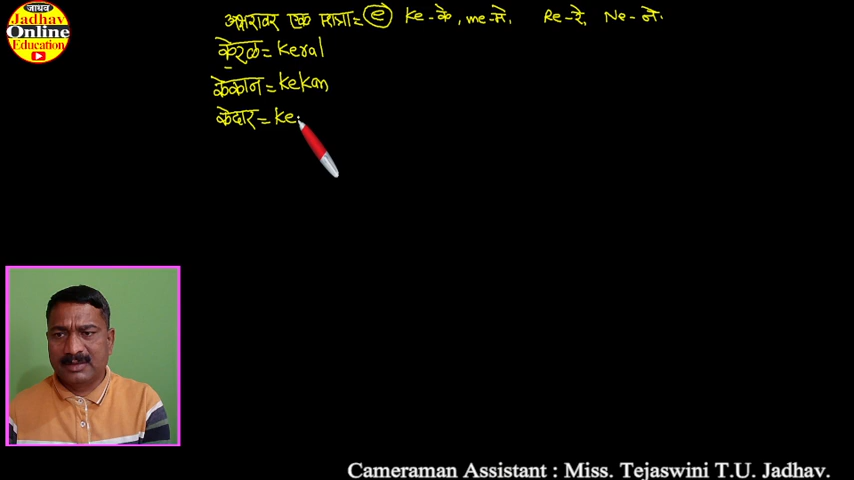 जाधव
Jadhav
Online
Education
अक्षरावर एक मात्रा = e Ke - के, me - मे. Re - रे, Ne - ने.
केरळ = Keral
केकान = Kekan
केदार = Ke
Cameraman Assistant : Miss. Tejaswini T.U. Jadhav.